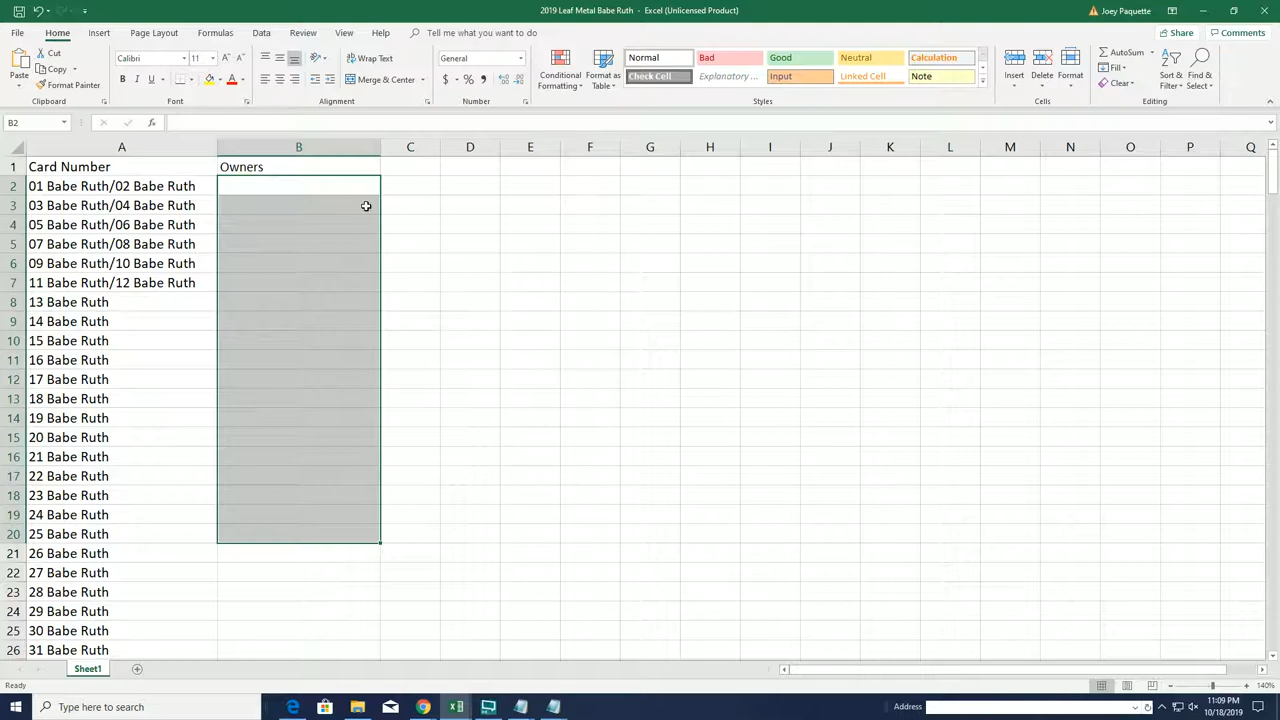 2019 Leaf Metal Babe Ruth - Excel (Unlicensed Product)
Joey Paquette
File Home Insert Page Layout Formulas Data Review View Help Tell me what you want to do
Share Comments
Paste
Cut
Copy
Format Painter
Clipboard
Calibri 11
B I U
Font
Wrap Text
Merge & Center
Alignment
General
$ % ,
Number
Conditional Formatting
Format as Table
Normal Bad Good Neutral Calculation
Check Cell Explanatory ... Input Linked Cell Note
Styles
Insert Delete Format
Cells
AutoSum
Fill
Clear
Sort & Filter
Find & Select
Editing
B2
fx
A B C D E F G H I J K L M N O P Q
1 Card Number Owners
2 01 Babe Ruth/02 Babe Ruth
3 03 Babe Ruth/04 Babe Ruth
4 05 Babe Ruth/06 Babe Ruth
5 07 Babe Ruth/08 Babe Ruth
6 09 Babe Ruth/10 Babe Ruth
7 11 Babe Ruth/12 Babe Ruth
8 13 Babe Ruth
9 14 Babe Ruth
10 15 Babe Ruth
11 16 Babe Ruth
12 17 Babe Ruth
13 18 Babe Ruth
14 19 Babe Ruth
15 20 Babe Ruth
16 21 Babe Ruth
17 22 Babe Ruth
18 23 Babe Ruth
19 24 Babe Ruth
20 25 Babe Ruth
21 26 Babe Ruth
22 27 Babe Ruth
23 28 Babe Ruth
24 29 Babe Ruth
25 30 Babe Ruth
26 31 Babe Ruth
Sheet1
Ready
140%
Type here to search
Address
11:09 PM
10/18/2019